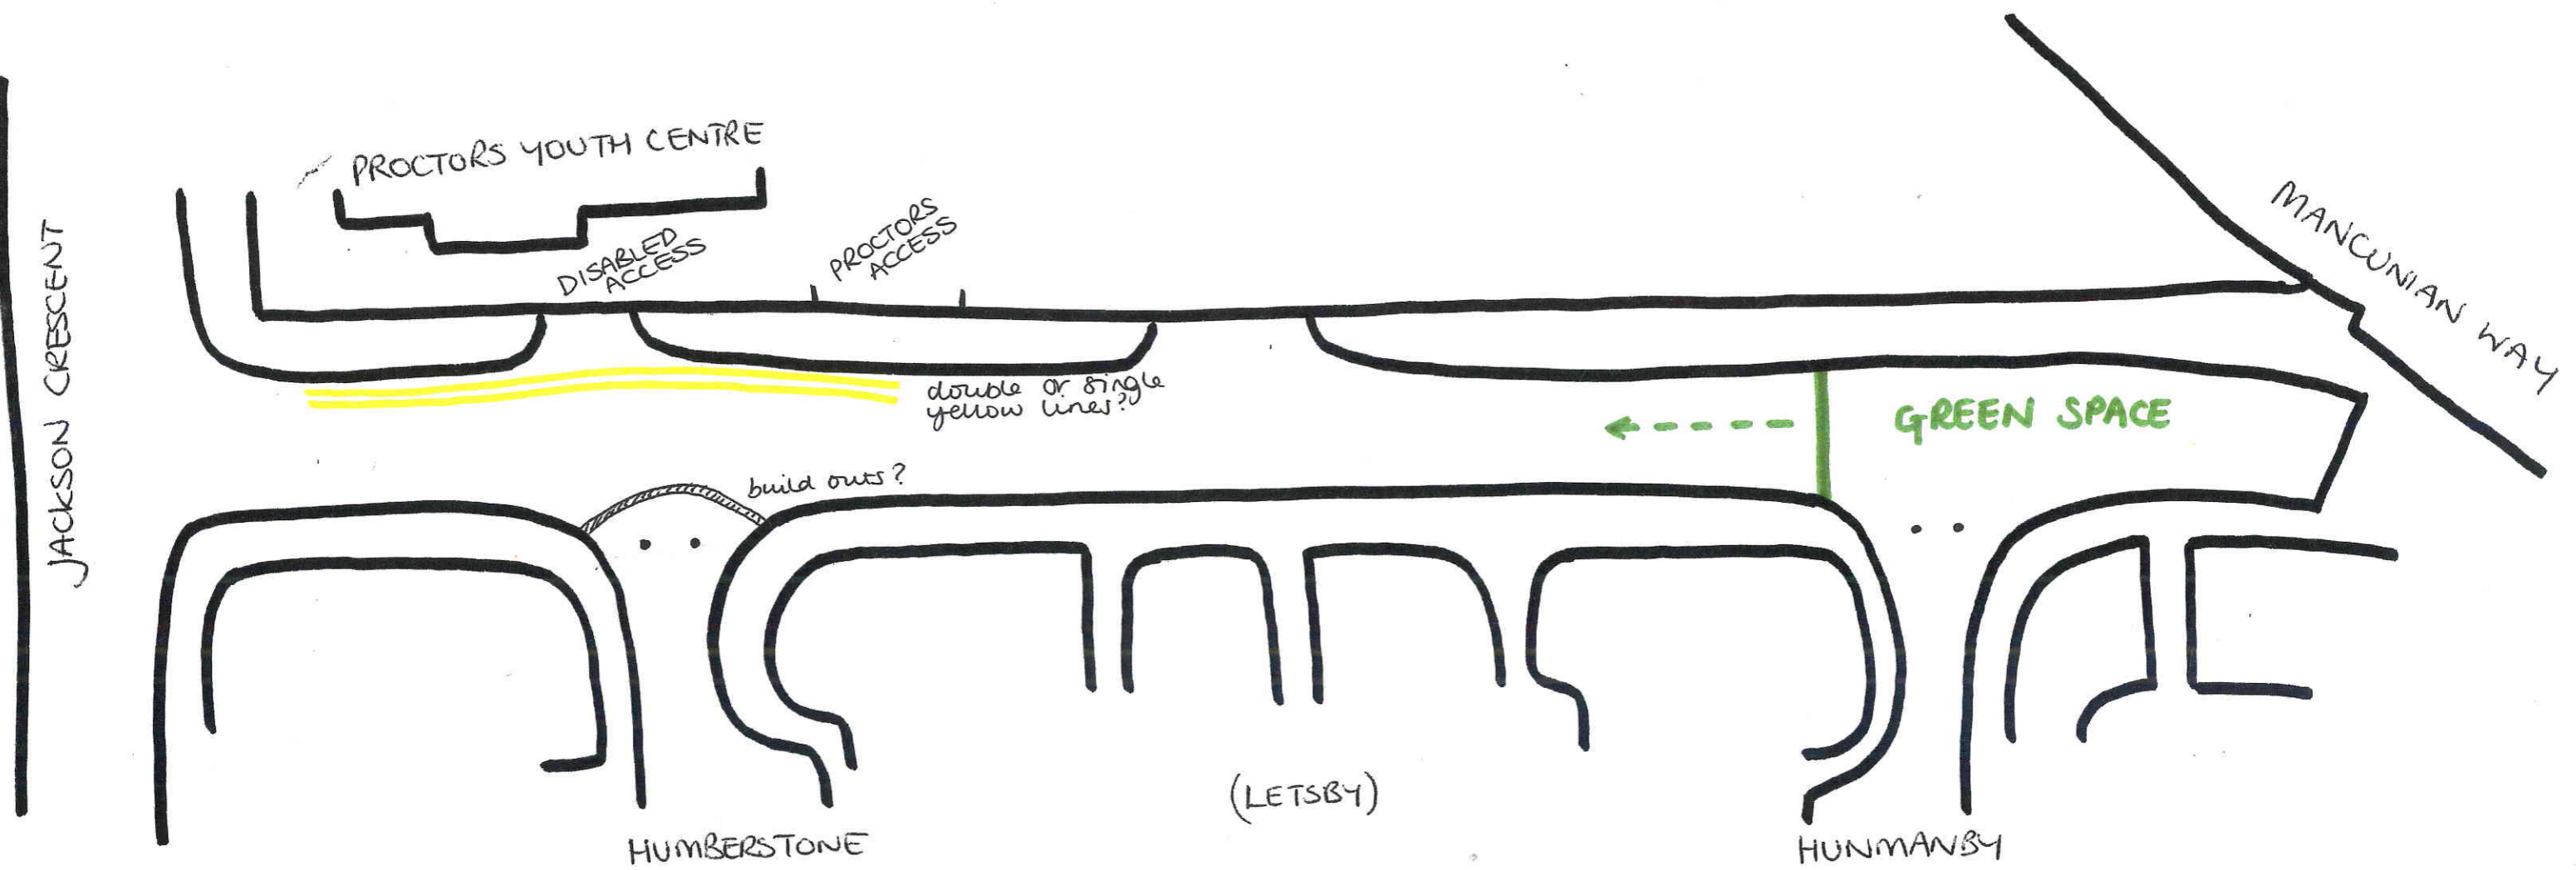 PROCTORS YOUTH CENTRE
JACKSON CRESCENT
DISABLED
ACCESS
PROCTORS
ACCESS
MANCUNIAN WAY
double or single
yellow lines?
GREEN SPACE
build outs?
(LETSBY)
HUMBERSTONE
HUNMANBY